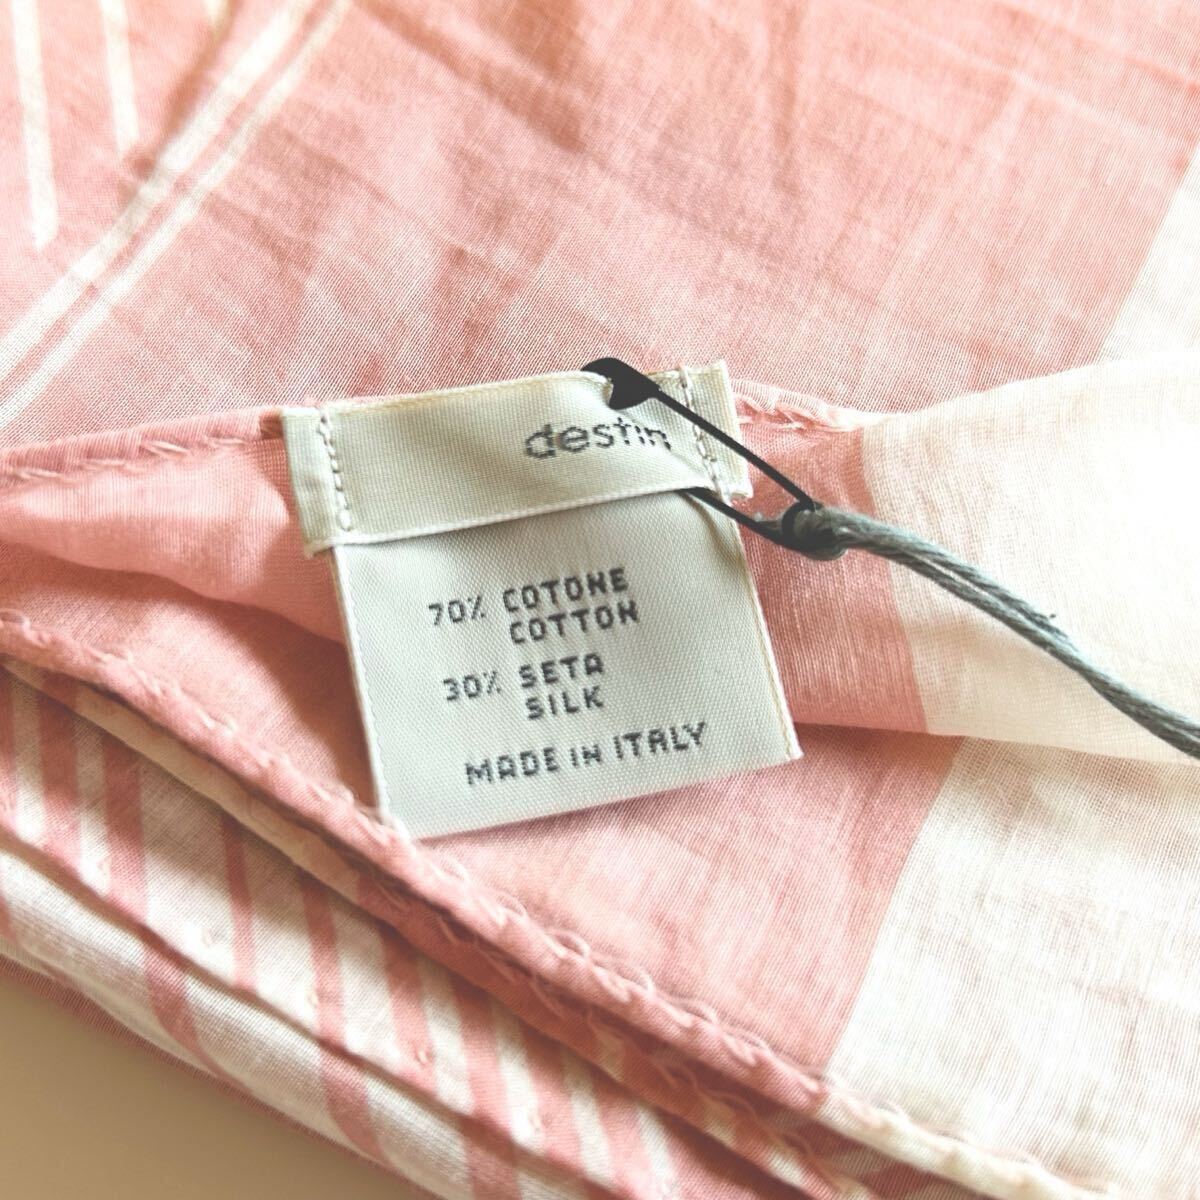 destin
70% COTONE
COTTON
30% SETA
SILK
MADE IN ITALY